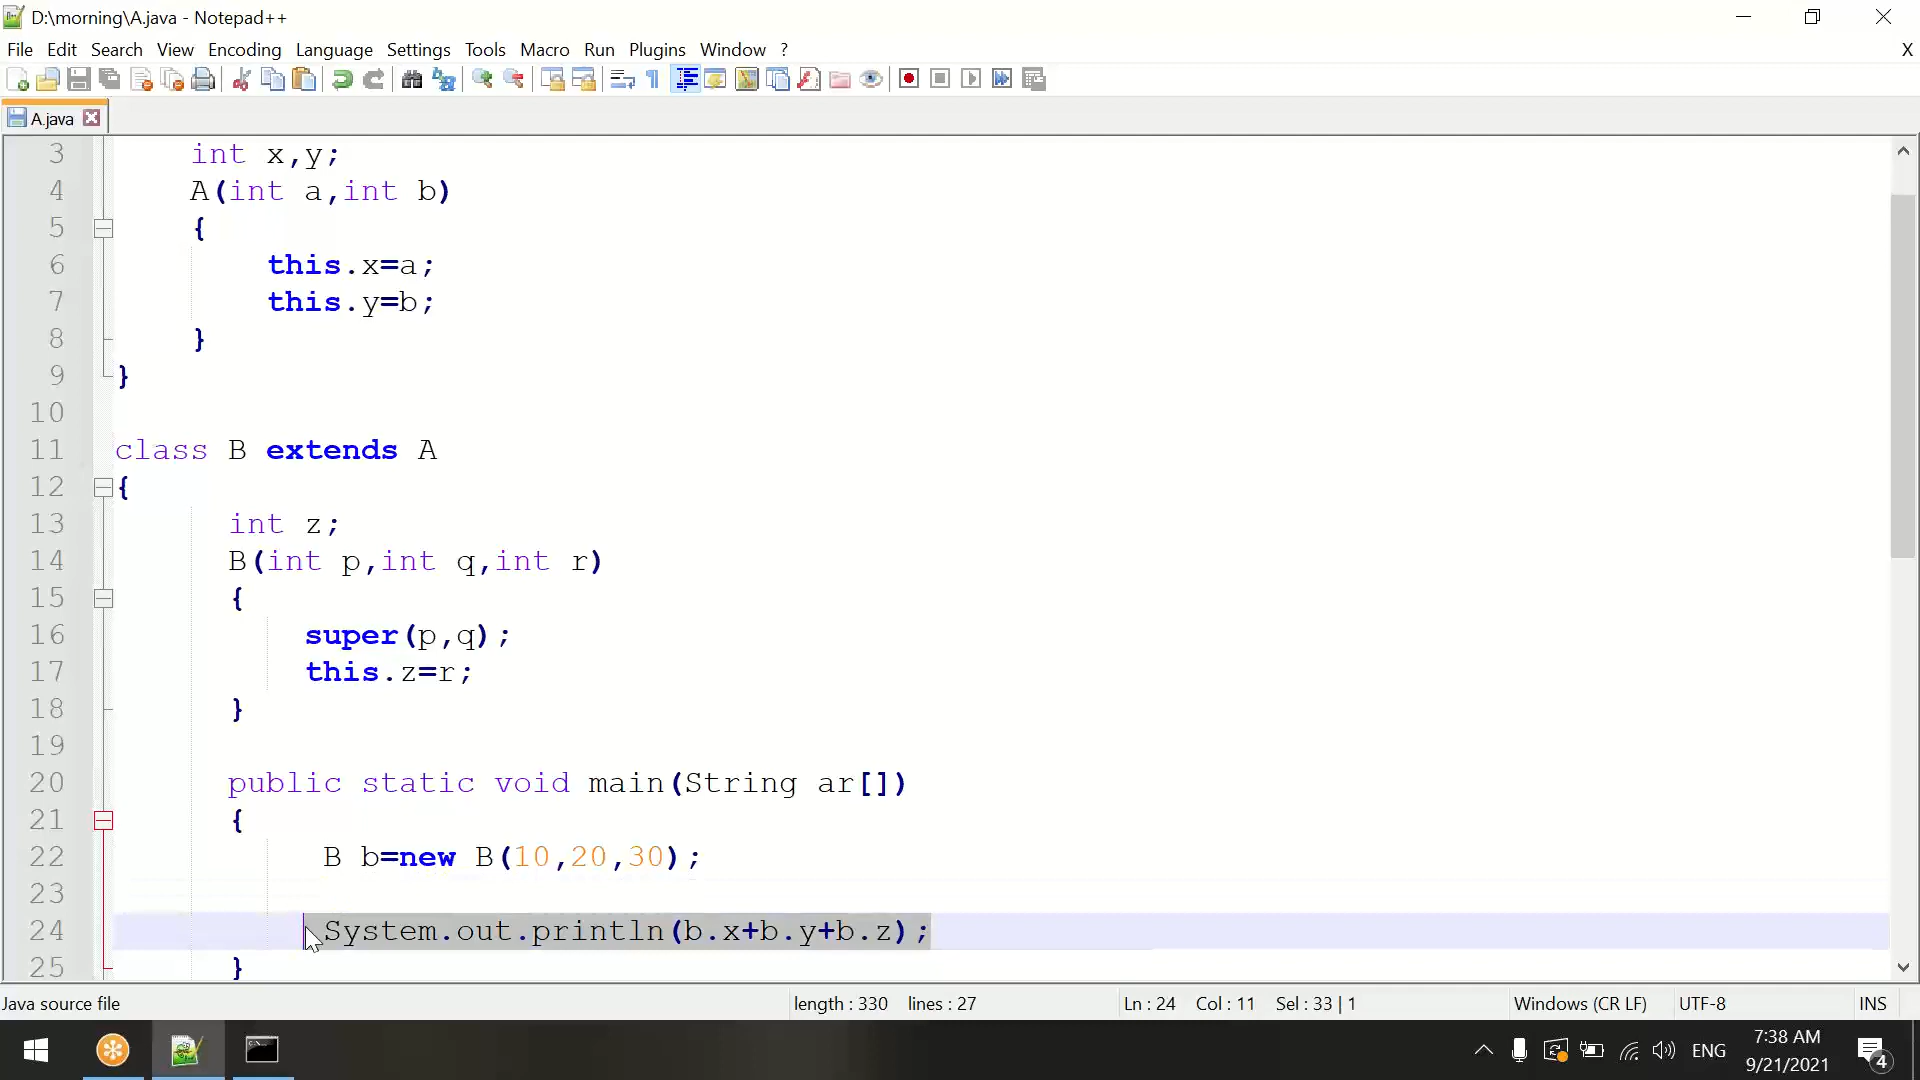 D:\morning\A.java - Notepad++
File Edit Search View Encoding Language Settings Tools Macro Run Plugins Window ? X
A.java
3 int x,y;
4 A(int a,int b)
5 {
6 this.x=a;
7 this.y=b;
8 }
9 }
10
11 class B extends A
12 {
13 int z;
14 B(int p,int q,int r)
15 {
16 super(p,q);
17 this.z=r;
18 }
19
20 public static void main(String ar[])
21 {
22 B b=new B(10,20,30);
23
24 System.out.println(b.x+b.y+b.z);
25 }
Java source file length : 330 lines : 27 Ln : 24 Col : 11 Sel : 33 | 1 Windows (CR LF) UTF-8 INS
ENG
7:38 AM
9/21/2021
4